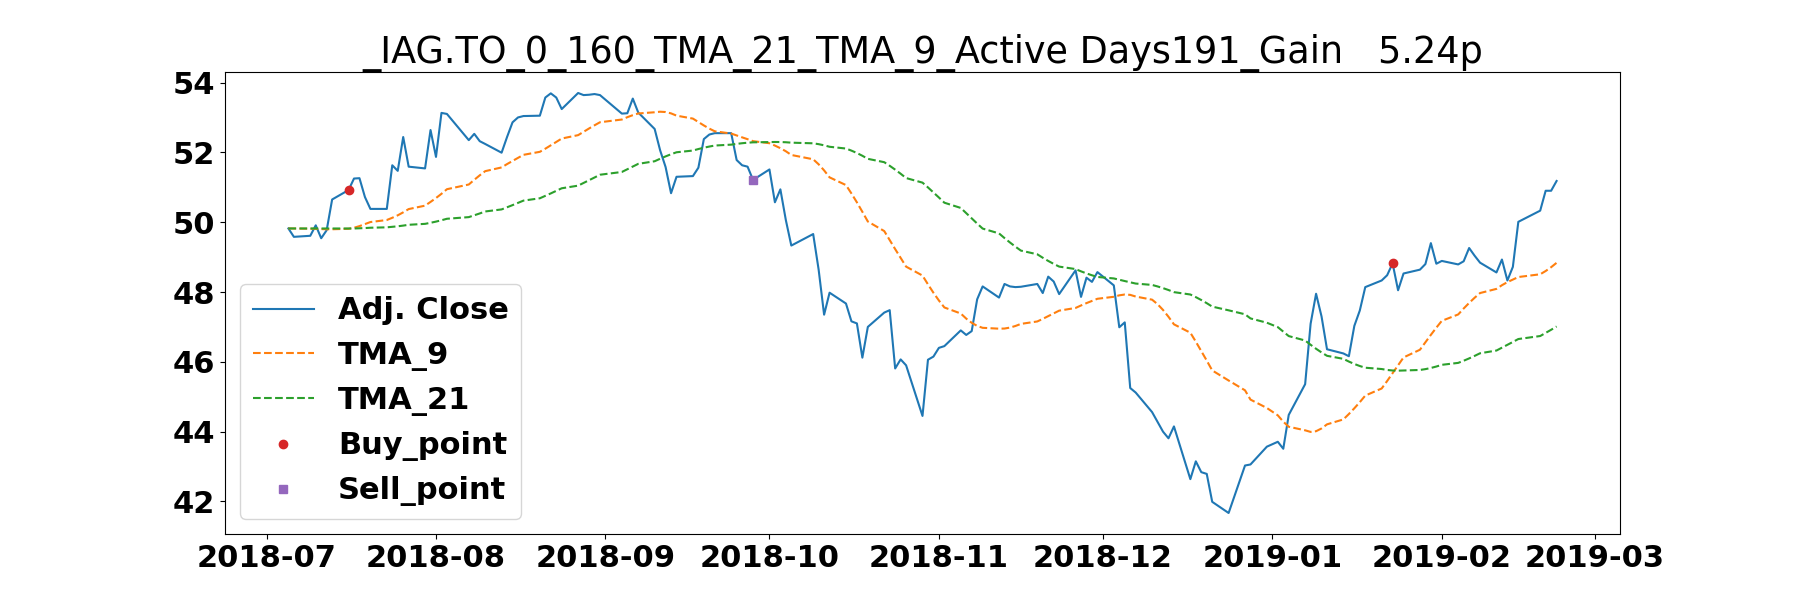 _IAG.TO_0_160_TMA_21_TMA_9_Active Days191_Gain   5.24p
54
52
50
48
46
44
42
Adj. Close
TMA_9
TMA_21
Buy_point
Sell_point
2018-07 2018-08 2018-09 2018-10 2018-11 2018-12 2019-01 2019-02 2019-03